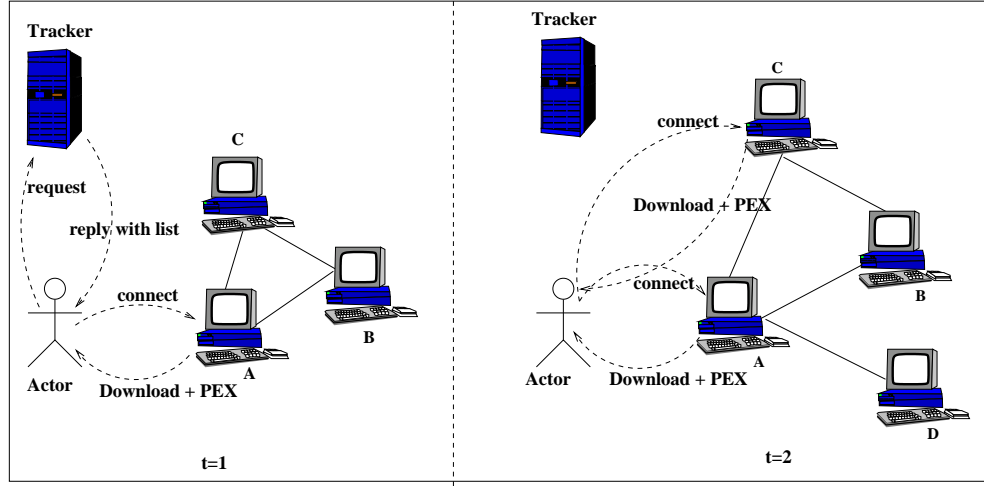 Tracker
C
request
reply with list
connect
B
A
Actor
Download + PEX
t=1
Tracker
C
connect
Download + PEX
connect
B
A
Actor
Download + PEX
D
t=2